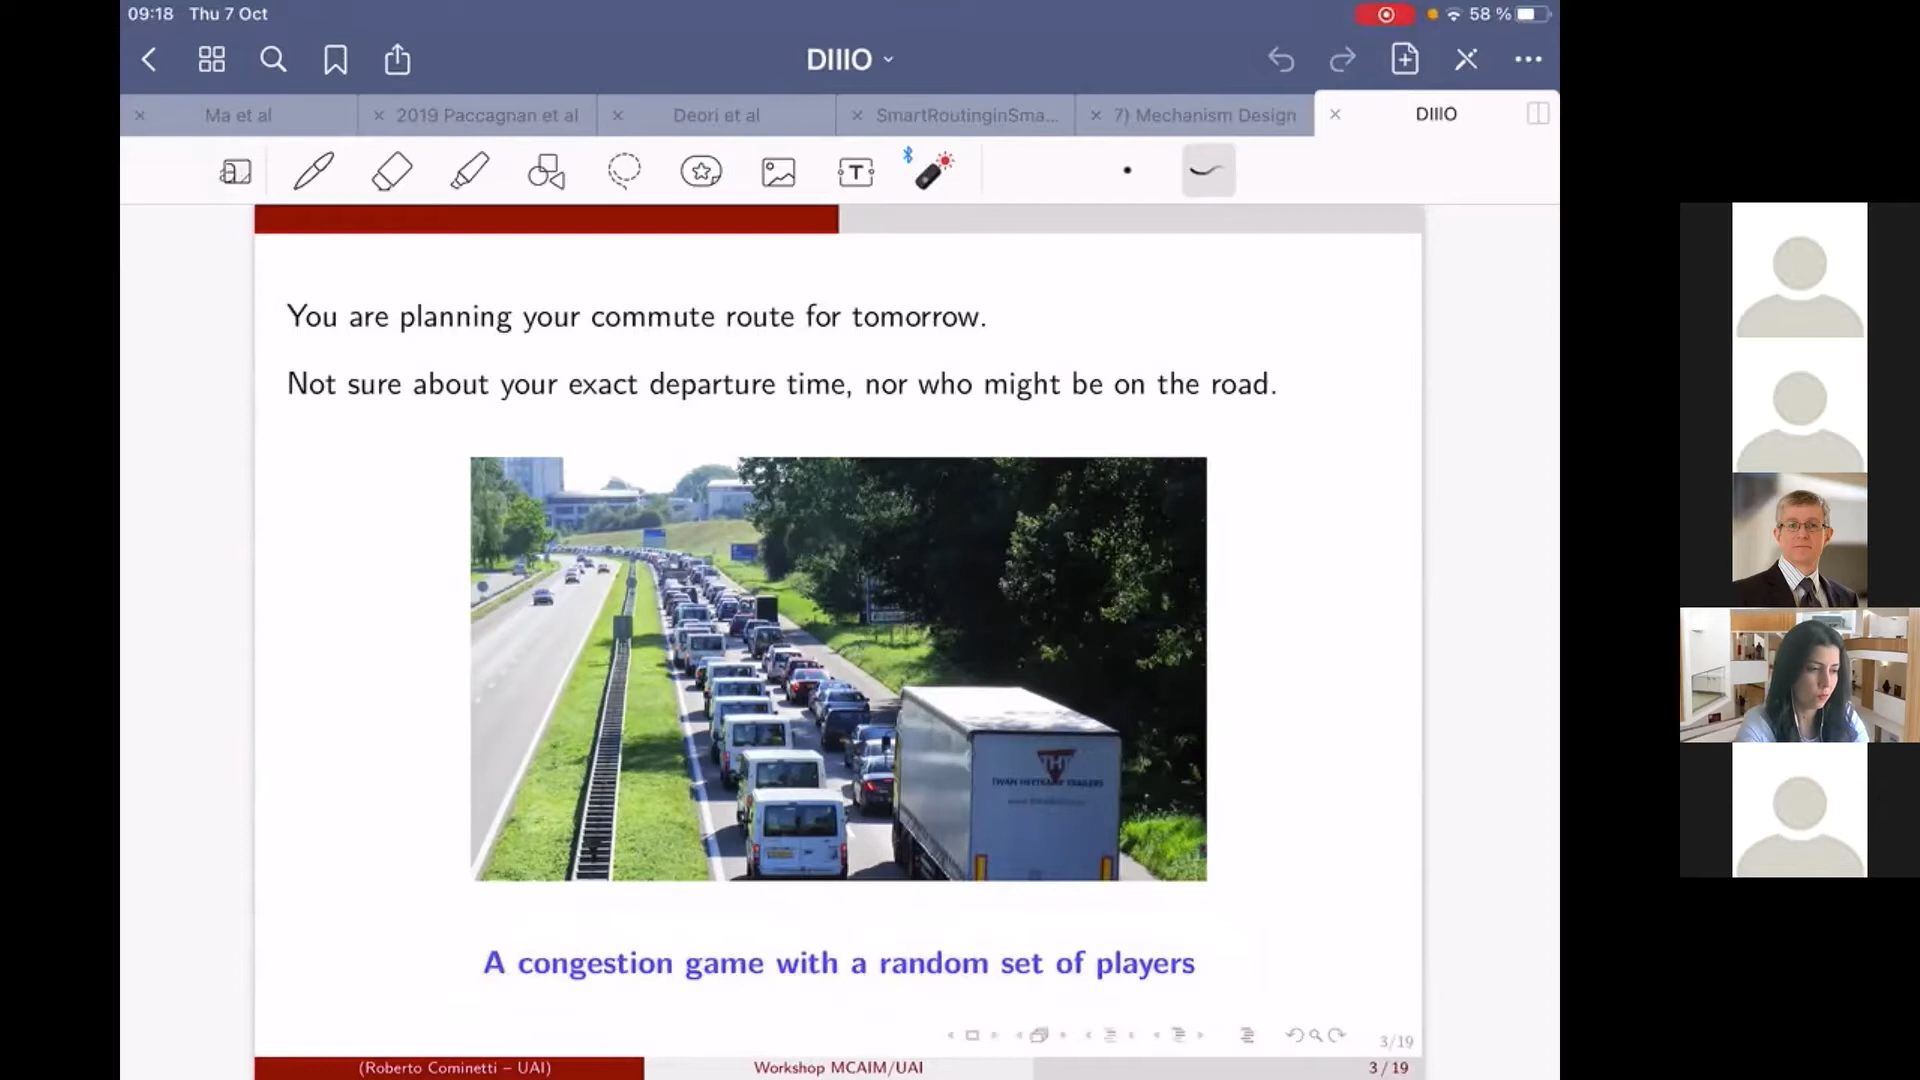 09:18 Thu 7 Oct
58 %
DIIIO
Ma et al
2019 Paccagnan et al
Deori et al
SmartRoutinginSma...
7) Mechanism Design
DIIIO
T
You are planning your commute route for tomorrow.
Not sure about your exact departure time, nor who might be on the road.
THT
A congestion game with a random set of players
3/19
(Roberto Cominetti – UAI)
Workshop MCAIM/UAI
3 / 19